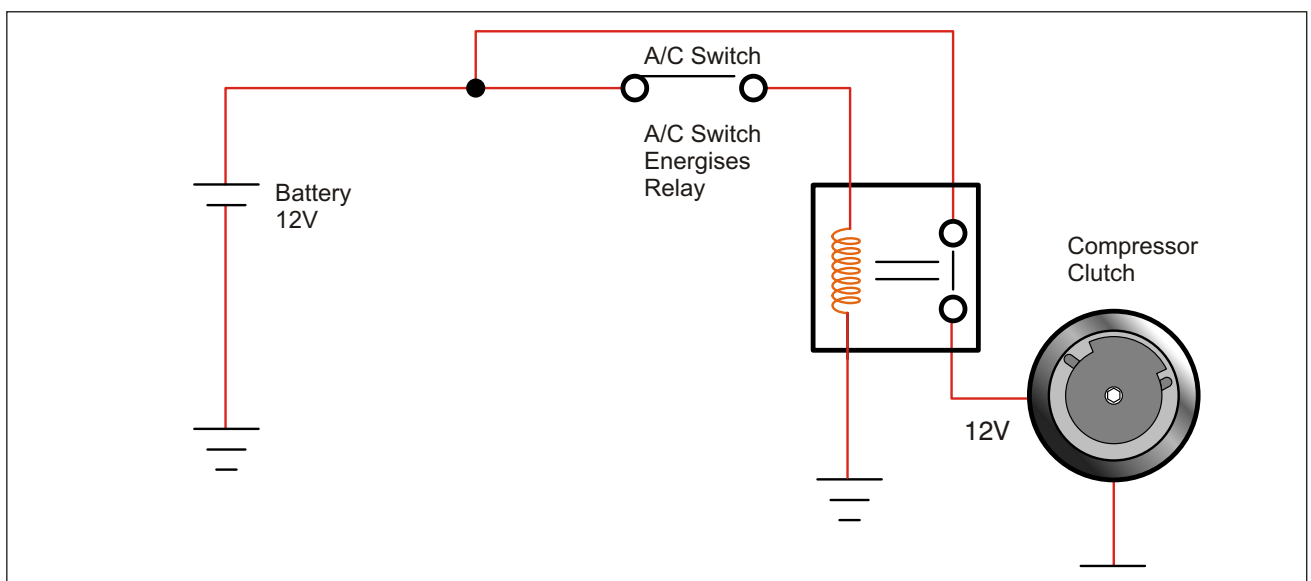 A/C Switch
A/C Switch
Energises
Relay
Battery
12V
Compressor
Clutch
12V